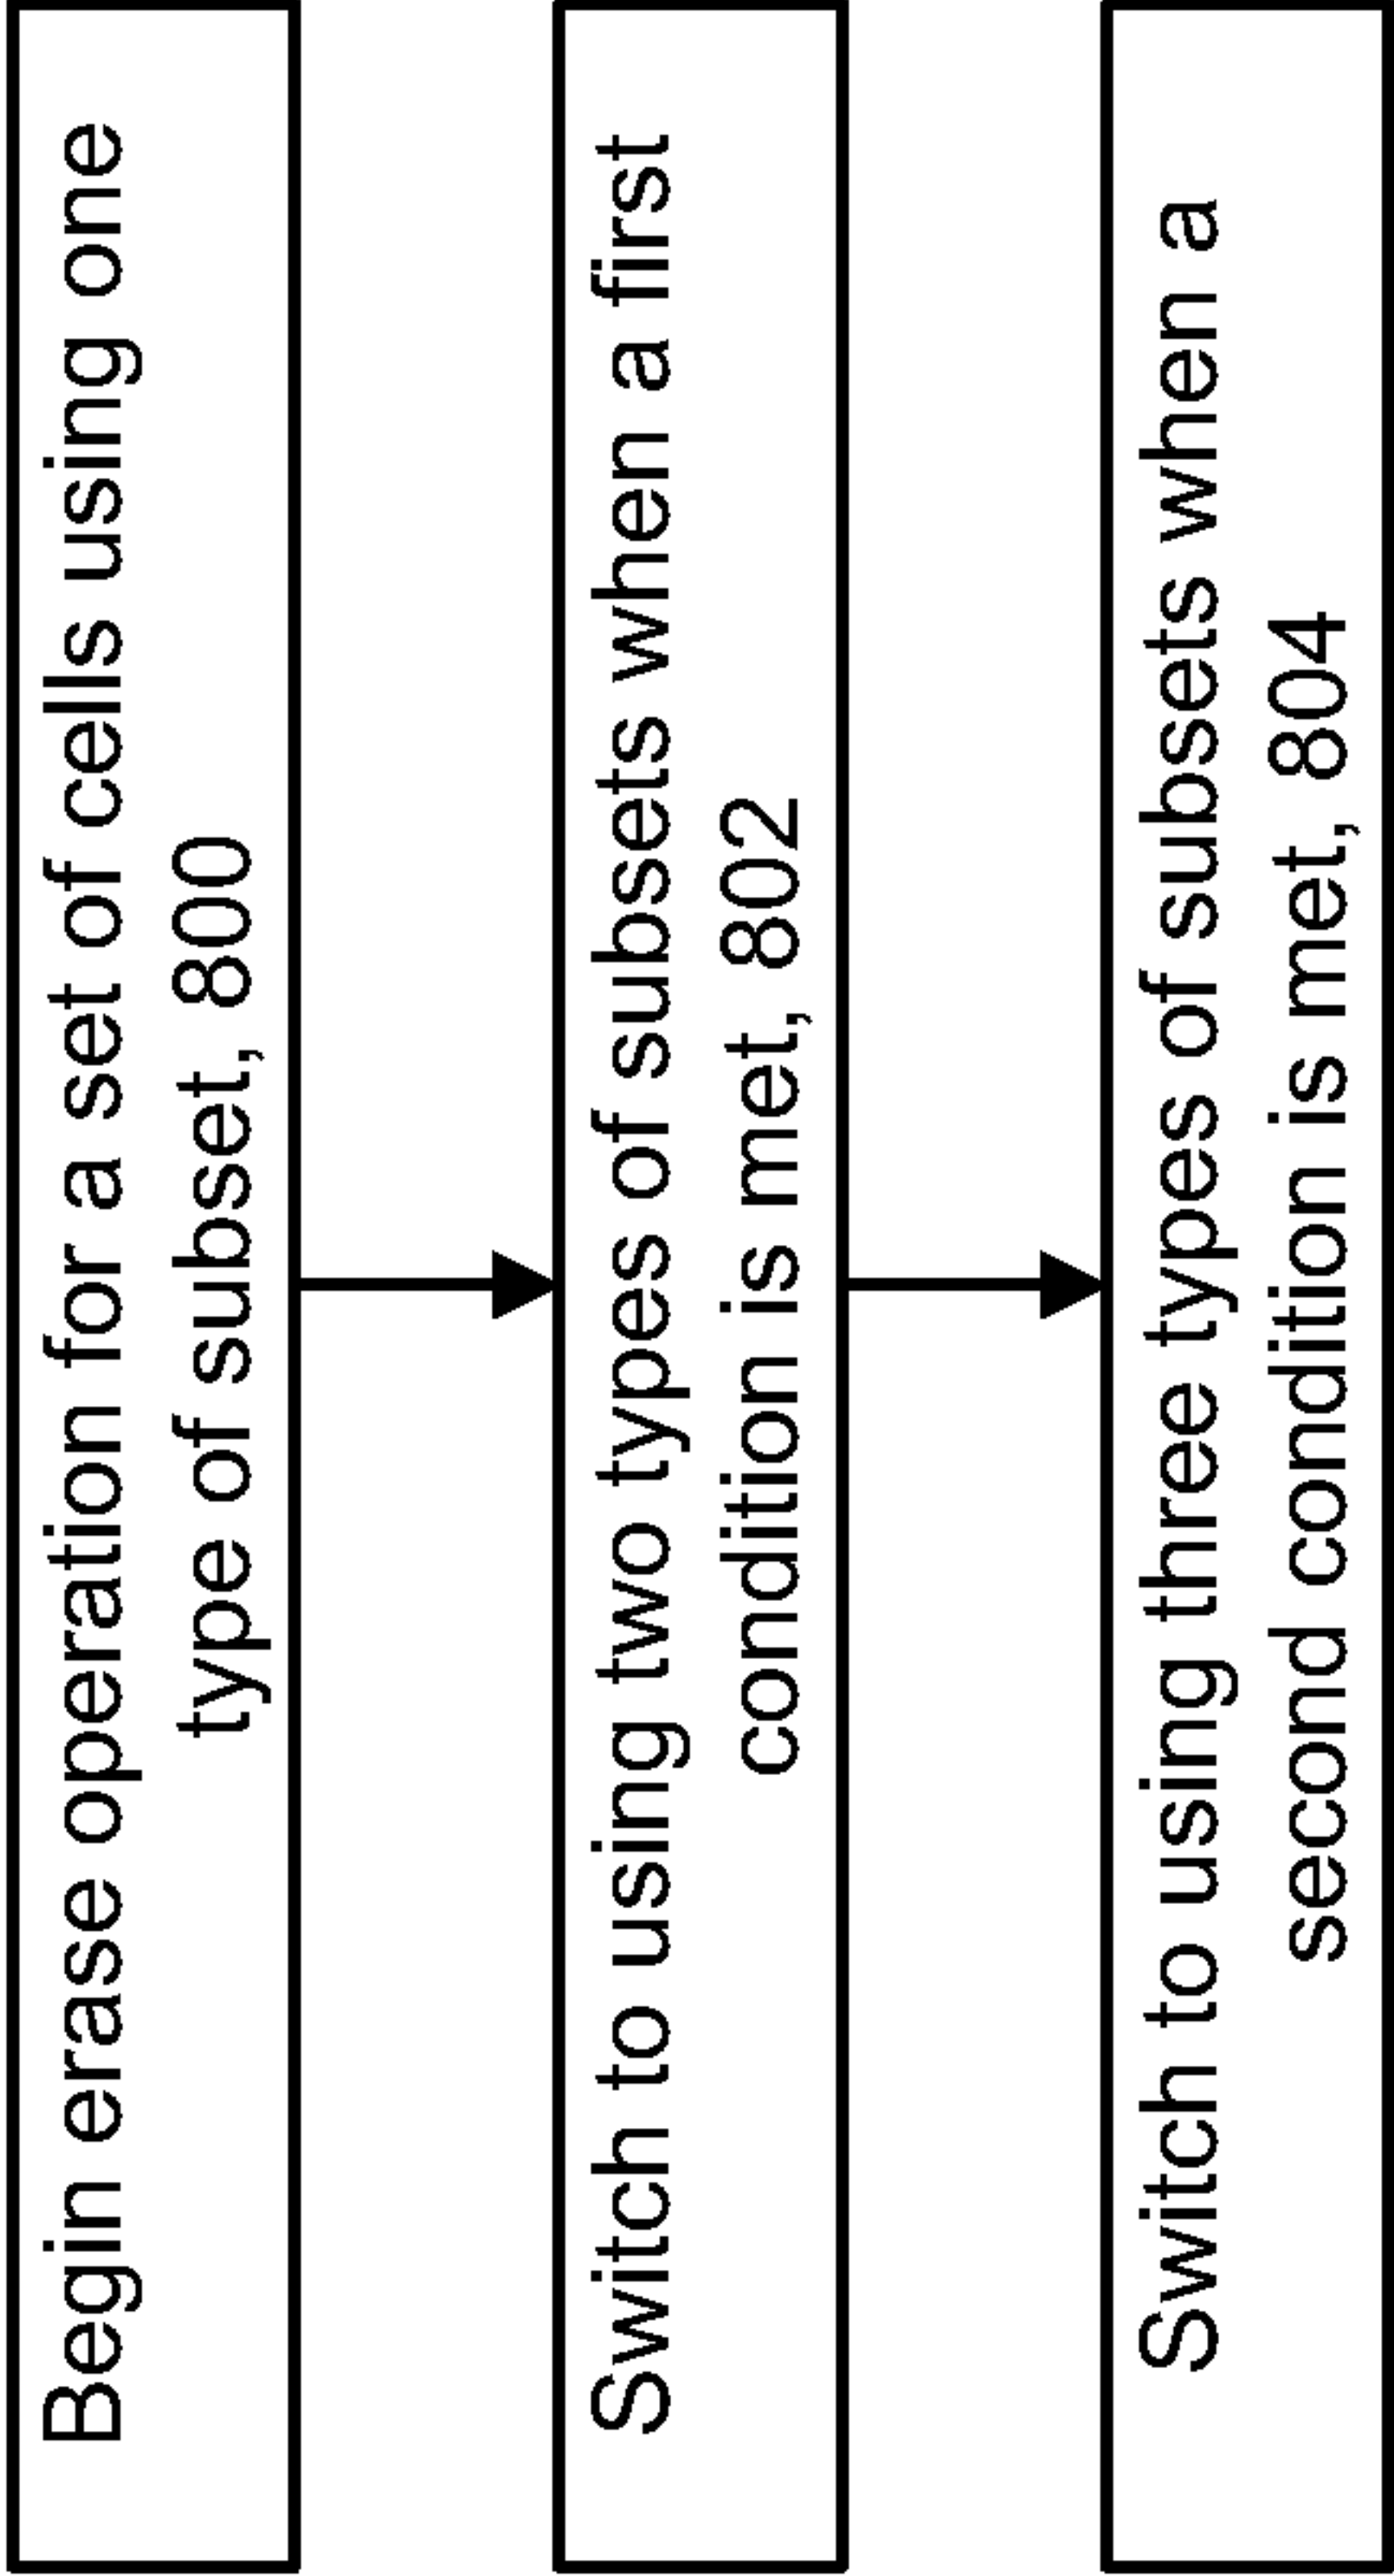 Begin erase operation for a set of cells using one
type of subset, 800
Switch to using two types of subsets when a first
condition is met, 802
Switch to using three types of subsets when a
second condition is met, 804